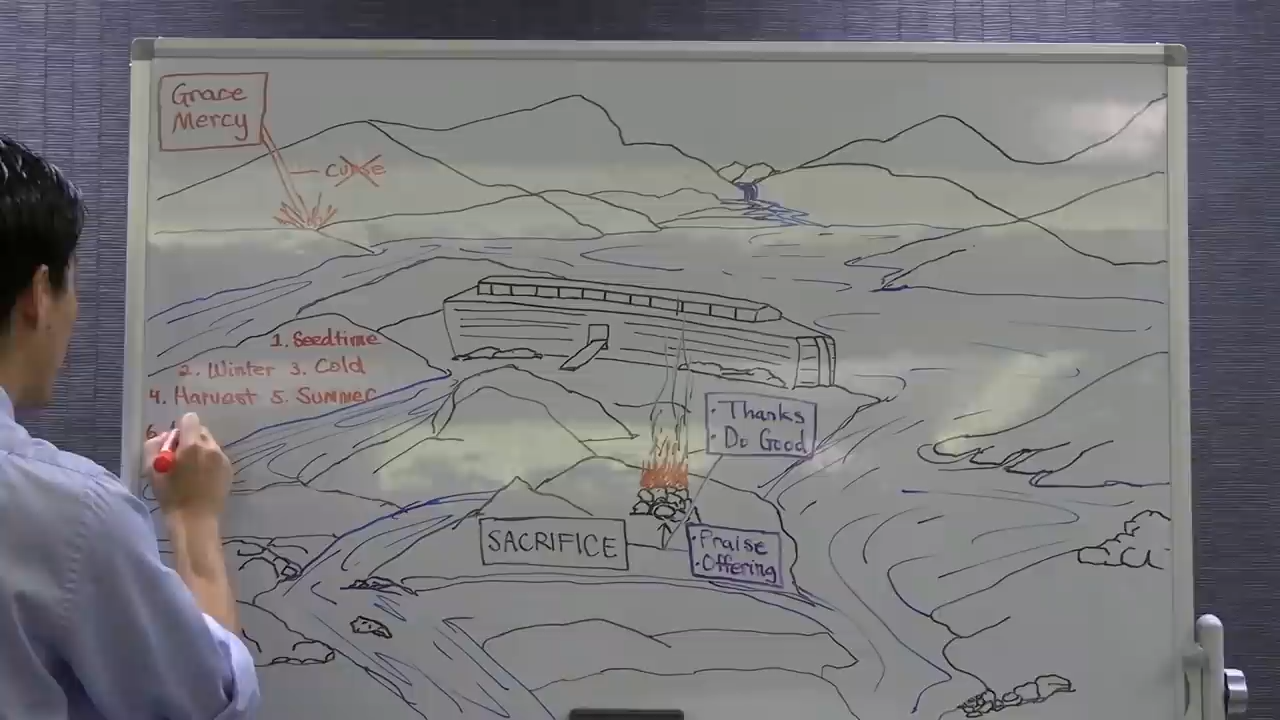 Grace
Mercy
curse
1. Seedtime
2. Winter 3. Cold
4. Harvest 5. Summer
6.
• Thanks
• Do Good
SACRIFICE
• Praise
• Offering